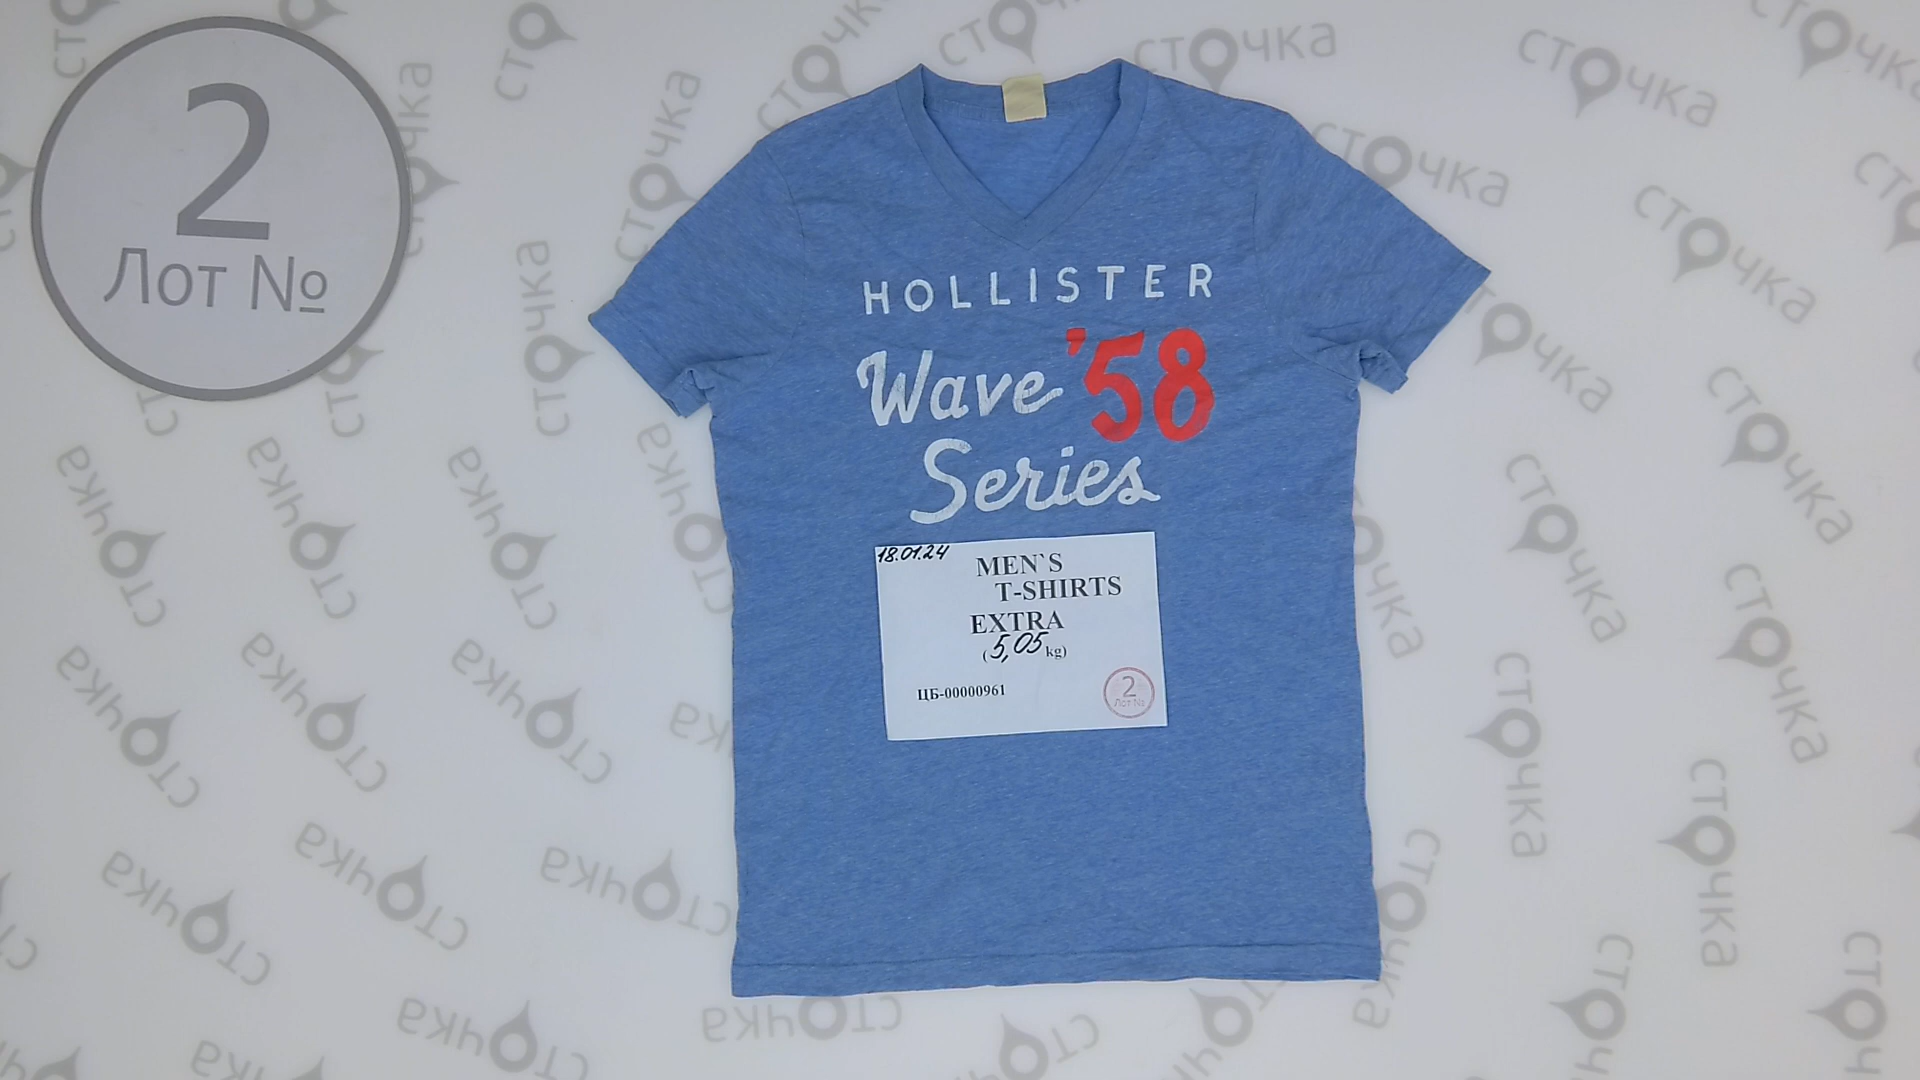 2
Лот №
HOLLISTER
Wave '58
Series
18.01.24
MEN`S
T-SHIRTS
EXTRA
(5,05 kg)
ЦБ-00000961
2
Лот №
сточка